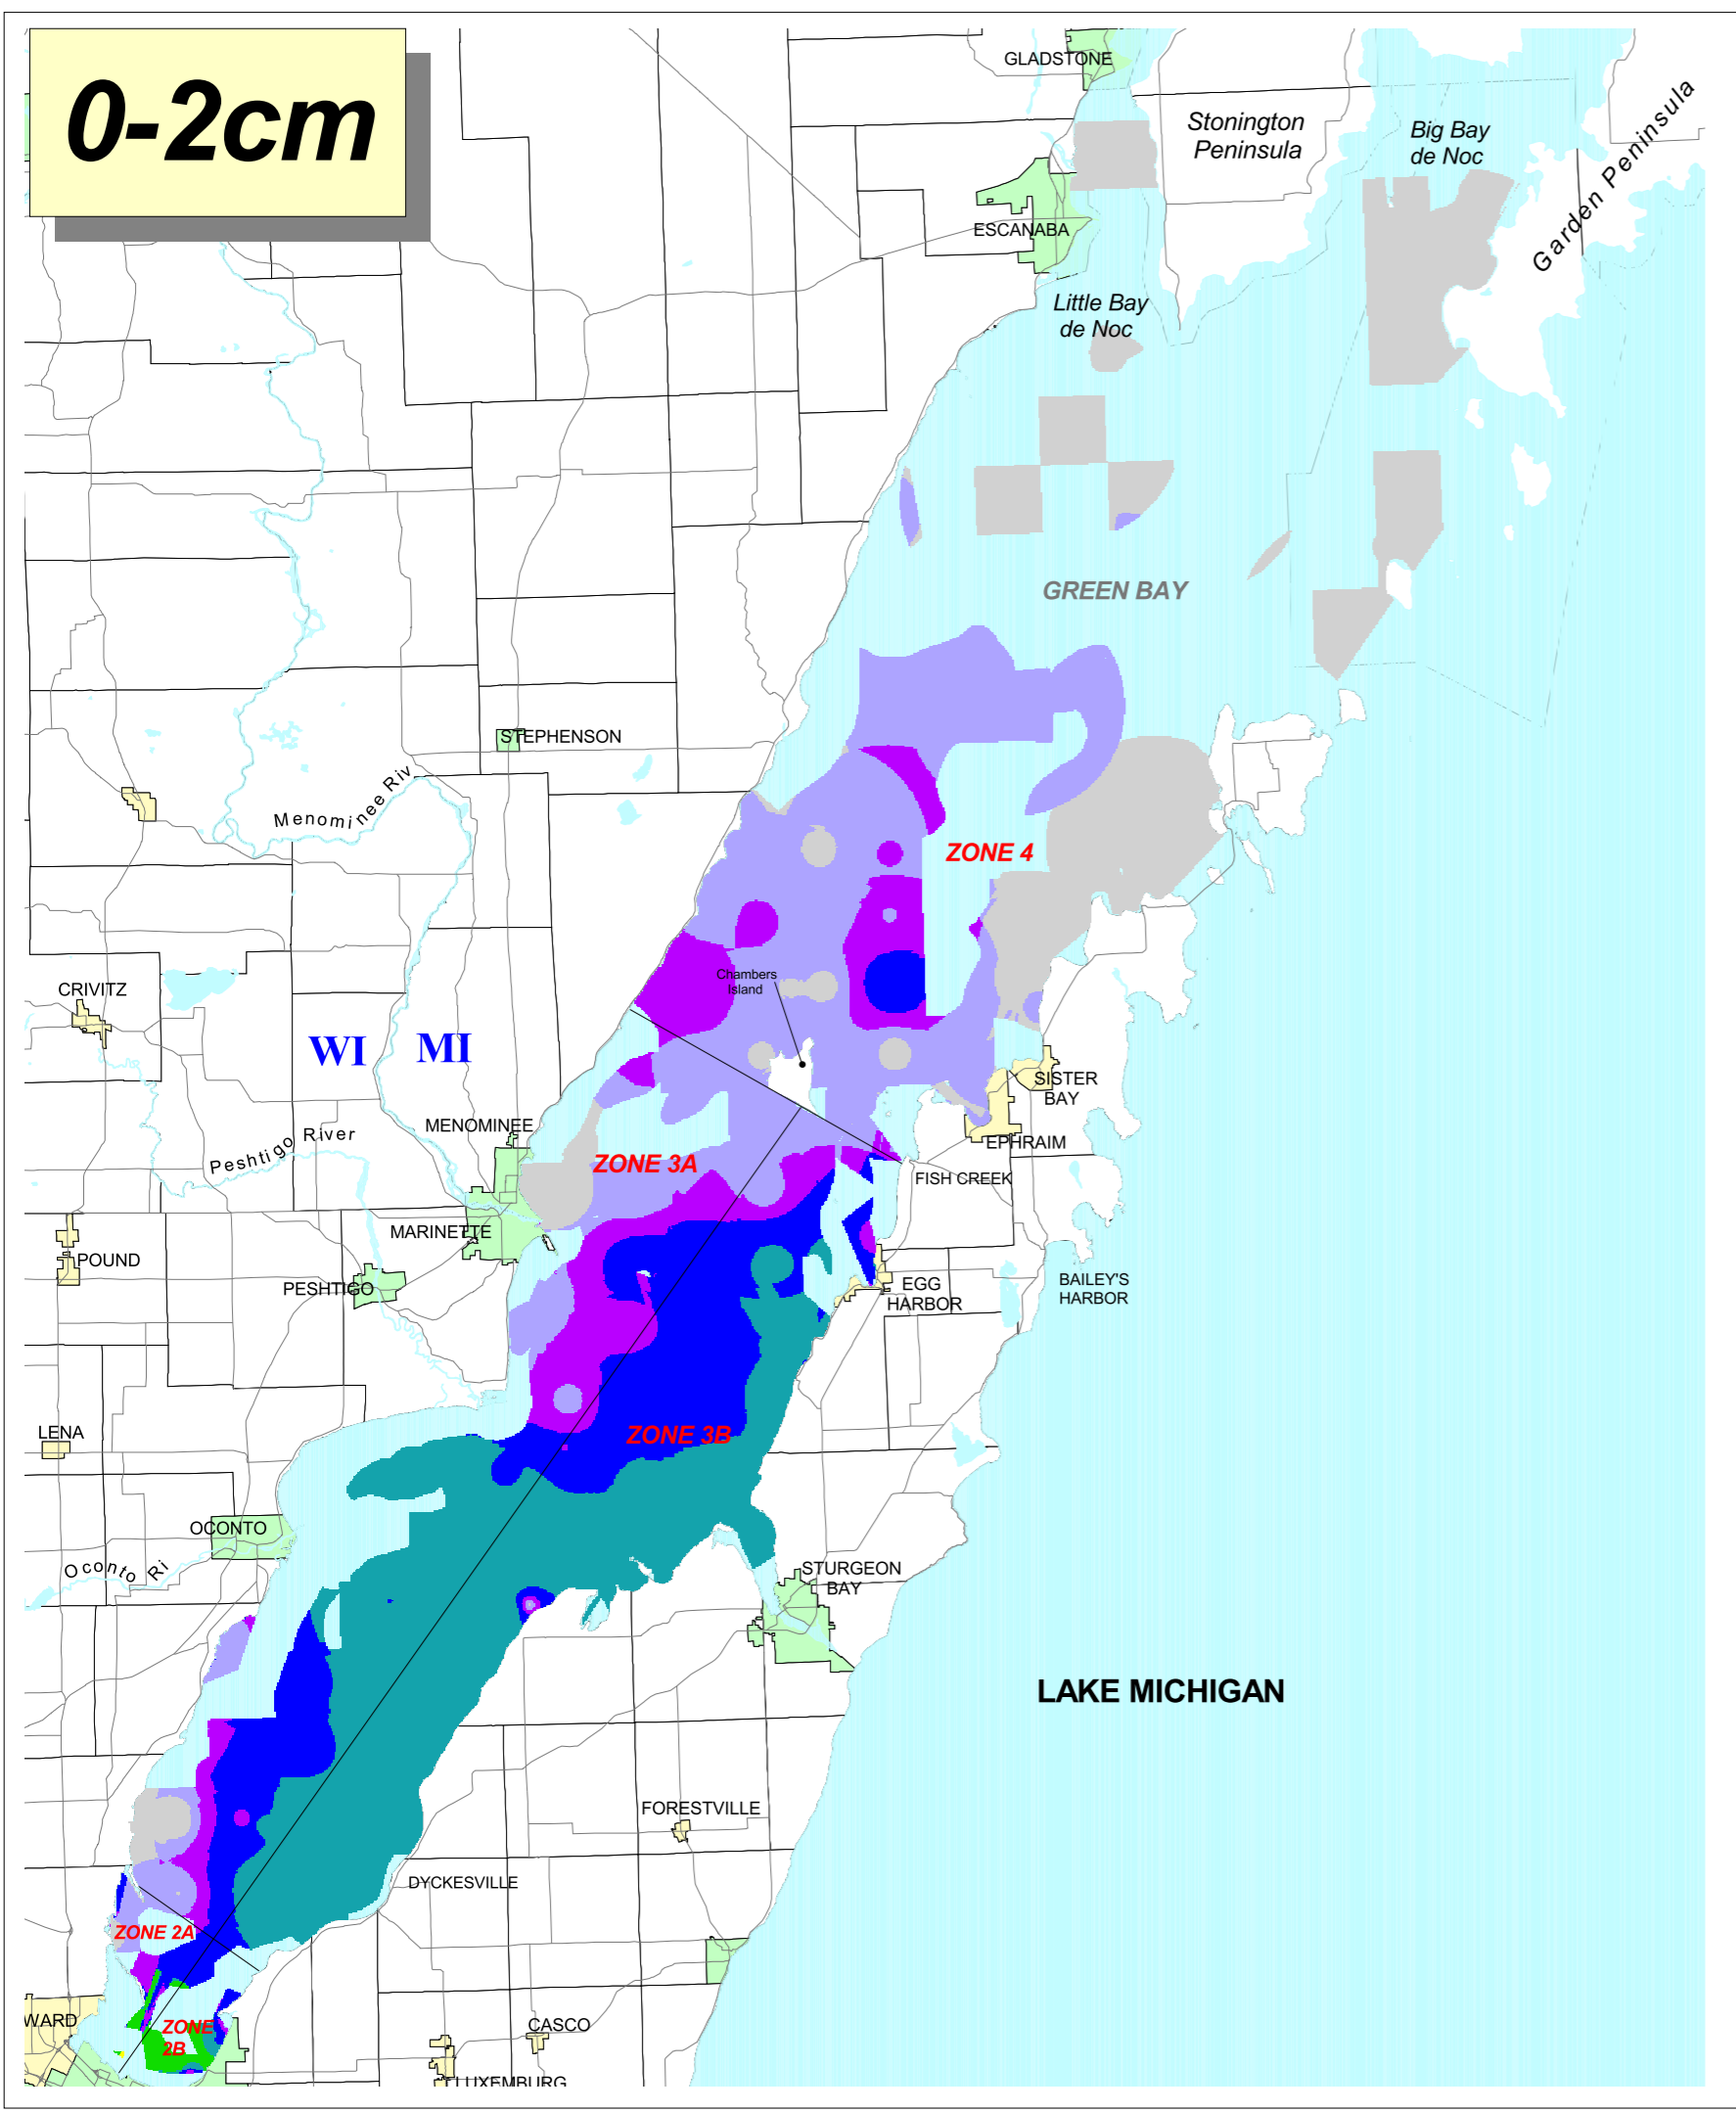 0-2cm
GLADSTONE
Stonington
Peninsula
Big Bay
de Noc
Garden Peninsula
ESCANABA
Little Bay
de Noc
GREEN BAY
STEPHENSON
Menominee Riv
ZONE 4
Chambers
Island
CRIVITZ
WI
MI
SISTER
BAY
MENOMINEE
EPHRAIM
Peshtigo River
ZONE 3A
FISH CREEK
MARINETTE
POUND
PESHTIGO
EGG
HARBOR
BAILEY'S
HARBOR
LENA
ZONE 3B
OCONTO
Oconto Ri
STURGEON
BAY
LAKE MICHIGAN
FORESTVILLE
DYCKESVILLE
ZONE 2A
WARD
ZONE
2B
CASCO
LUXEMBURG